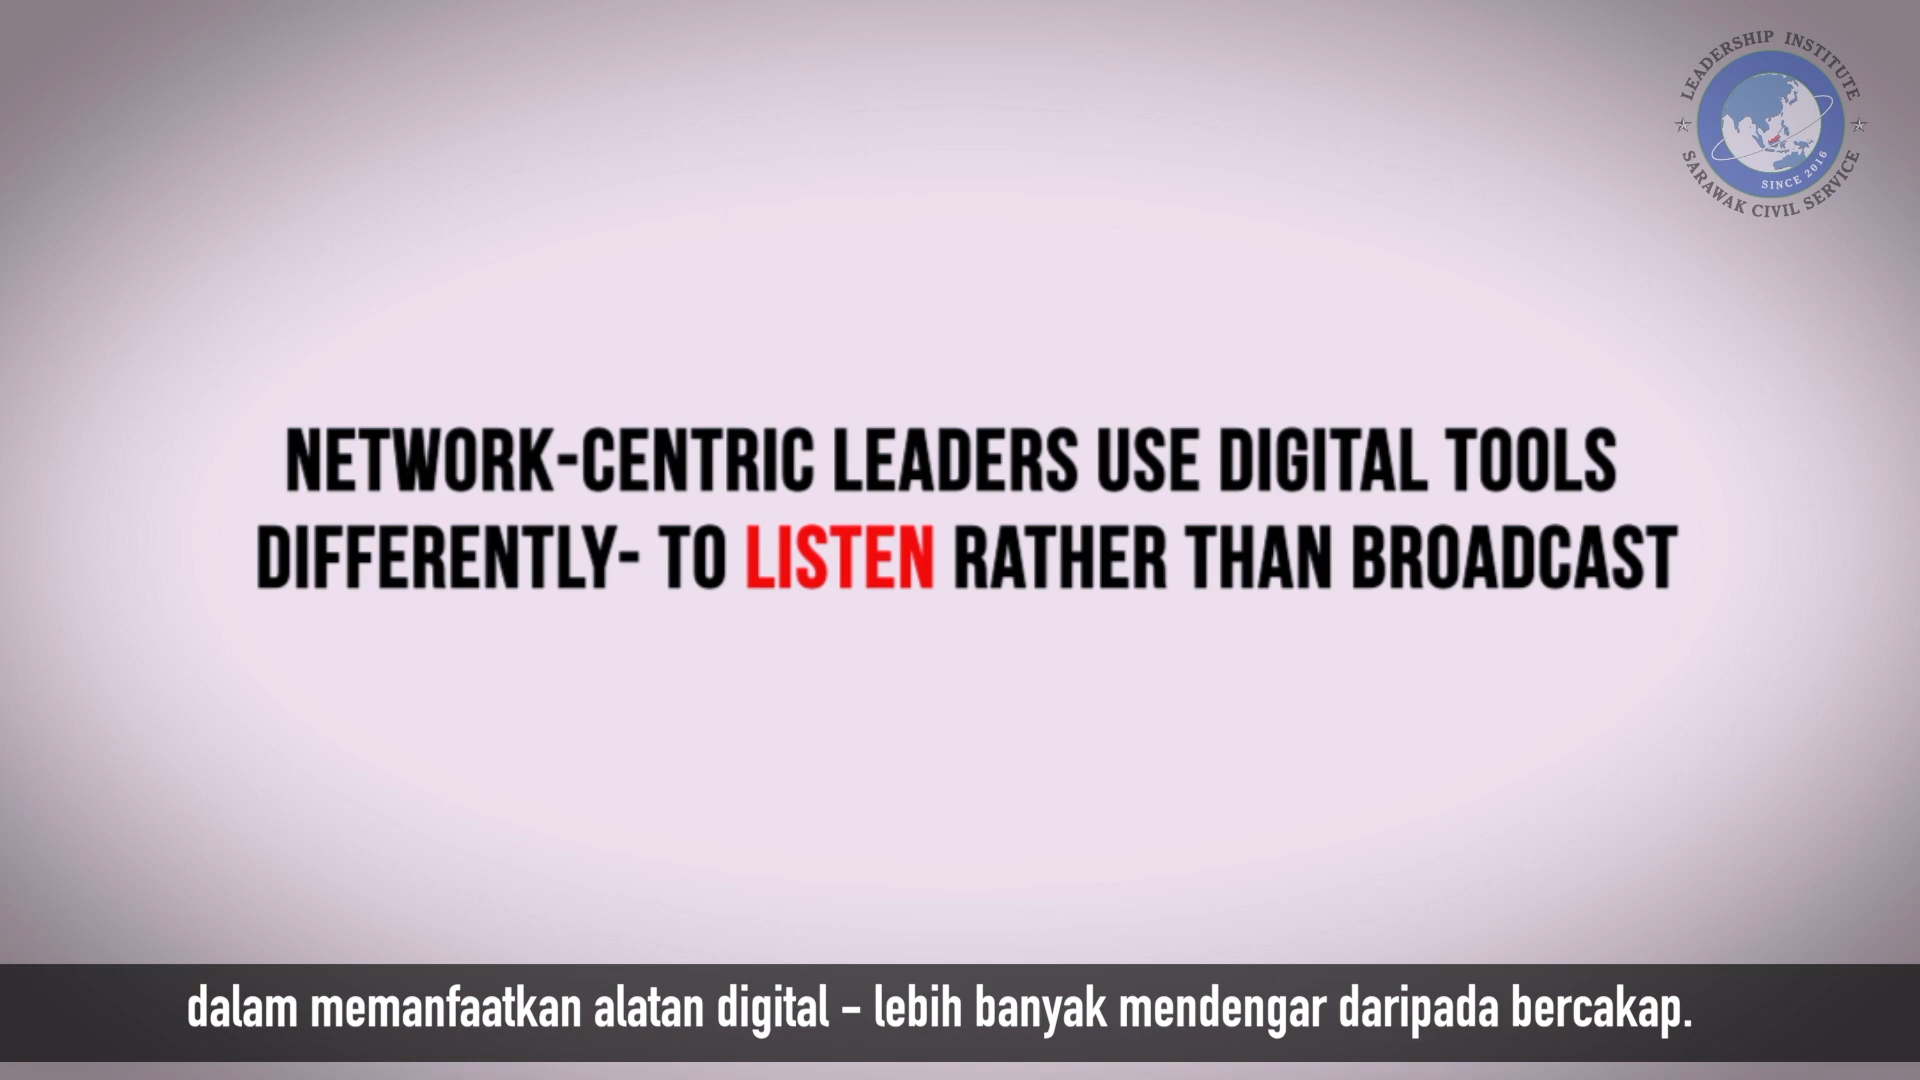 LEADERSHIP INSTITUTE
SINCE 2016
SARAWAK CIVIL SERVICE
NETWORK-CENTRIC LEADERS USE DIGITAL TOOLS
DIFFERENTLY- TO LISTEN RATHER THAN BROADCAST
dalam memanfaatkan alatan digital – lebih banyak mendengar daripada bercakap.